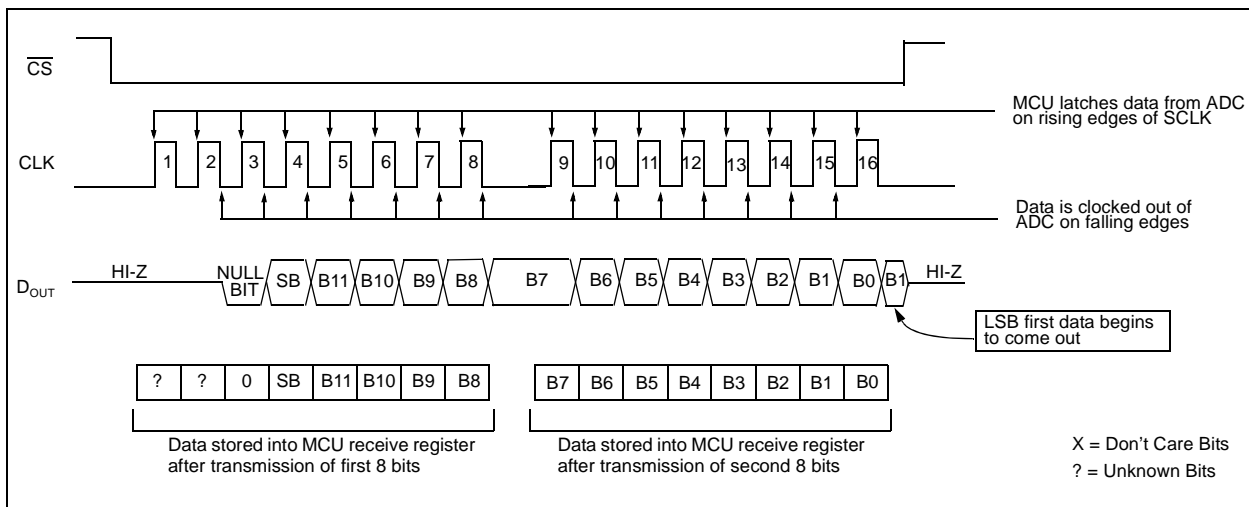 CS
MCU latches data from ADC
on rising edges of SCLK
CLK
1 2 3 4 5 6 7 8 9 10 11 12 13 14 15 16
Data is clocked out of
ADC on falling edges
DOUT
HI-Z
NULL
BIT
SB B11 B10 B9 B8 B7 B6 B5 B4 B3 B2 B1 B0 B1
HI-Z
LSB first data begins
to come out
? ? 0 SB B11 B10 B9 B8
B7 B6 B5 B4 B3 B2 B1 B0
Data stored into MCU receive register
after transmission of first 8 bits
Data stored into MCU receive register
after transmission of second 8 bits
X = Don't Care Bits
? = Unknown Bits